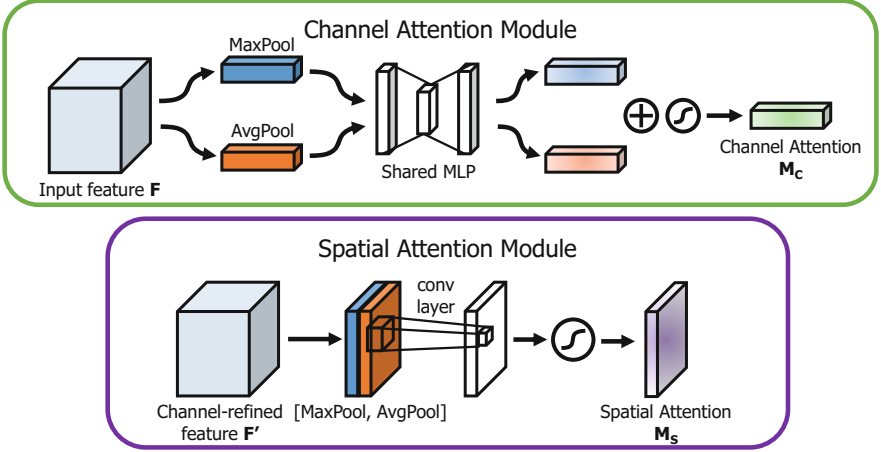 Channel Attention Module
MaxPool
AvgPool
Input feature F
Shared MLP
Channel Attention
Mc
Spatial Attention Module
conv
layer
Channel-refined
feature F'
[MaxPool, AvgPool]
Spatial Attention
Ms